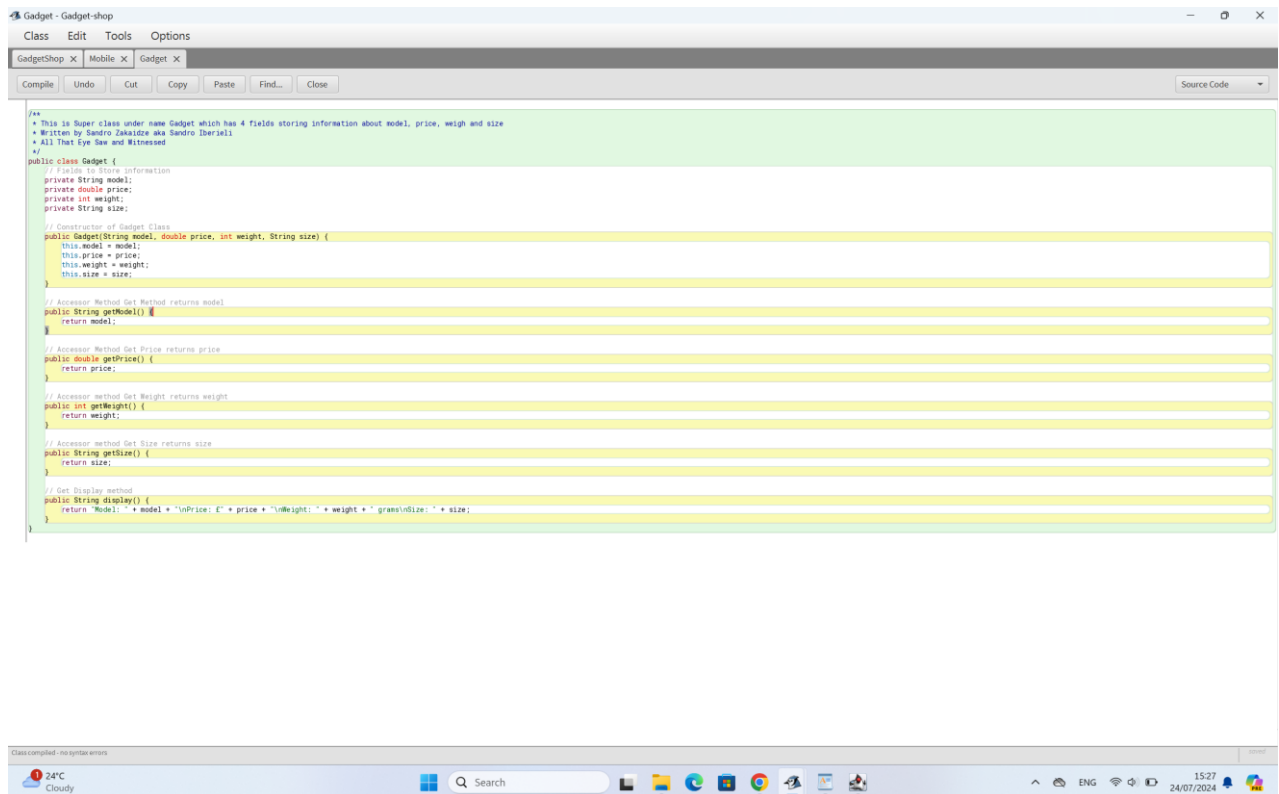 Gadget - Gadget-shop
Class Edit Tools Options
GadgetShop Mobile Gadget
Compile Undo Cut Copy Paste Find... Close Source Code
/**
* This is Super class under name Gadget which has 4 fields storing information about model, price, weigh and size
* Written by Sandro Zakaidze aka Sandro Iberieli
* All That Eye Saw and Witnessed
*/
public class Gadget {
// Fields to Store information
private String model;
private double price;
private int weight;
private String size;
// Constructor of Gadget Class
public Gadget(String model, double price, int weight, String size) {
this.model = model;
this.price = price;
this.weight = weight;
this.size = size;
}
// Accessor Method Get Method returns model
public String getModel() {
return model;
}
// Accessor Method Get Price returns price
public double getPrice() {
return price;
}
// Accessor method Get Weight returns weight
public int getWeight() {
return weight;
}
// Accessor method Get Size returns size
public String getSize() {
return size;
}
// Get Display method
public String display() {
return "Model: " + model + "\nPrice: £" + price + "\nWeight: " + weight + " grams\nSize: " + size;
}
}
Class compiled - no syntax errors saved
1 24°C Search ENG 15:27
Cloudy 24/07/2024 PRE